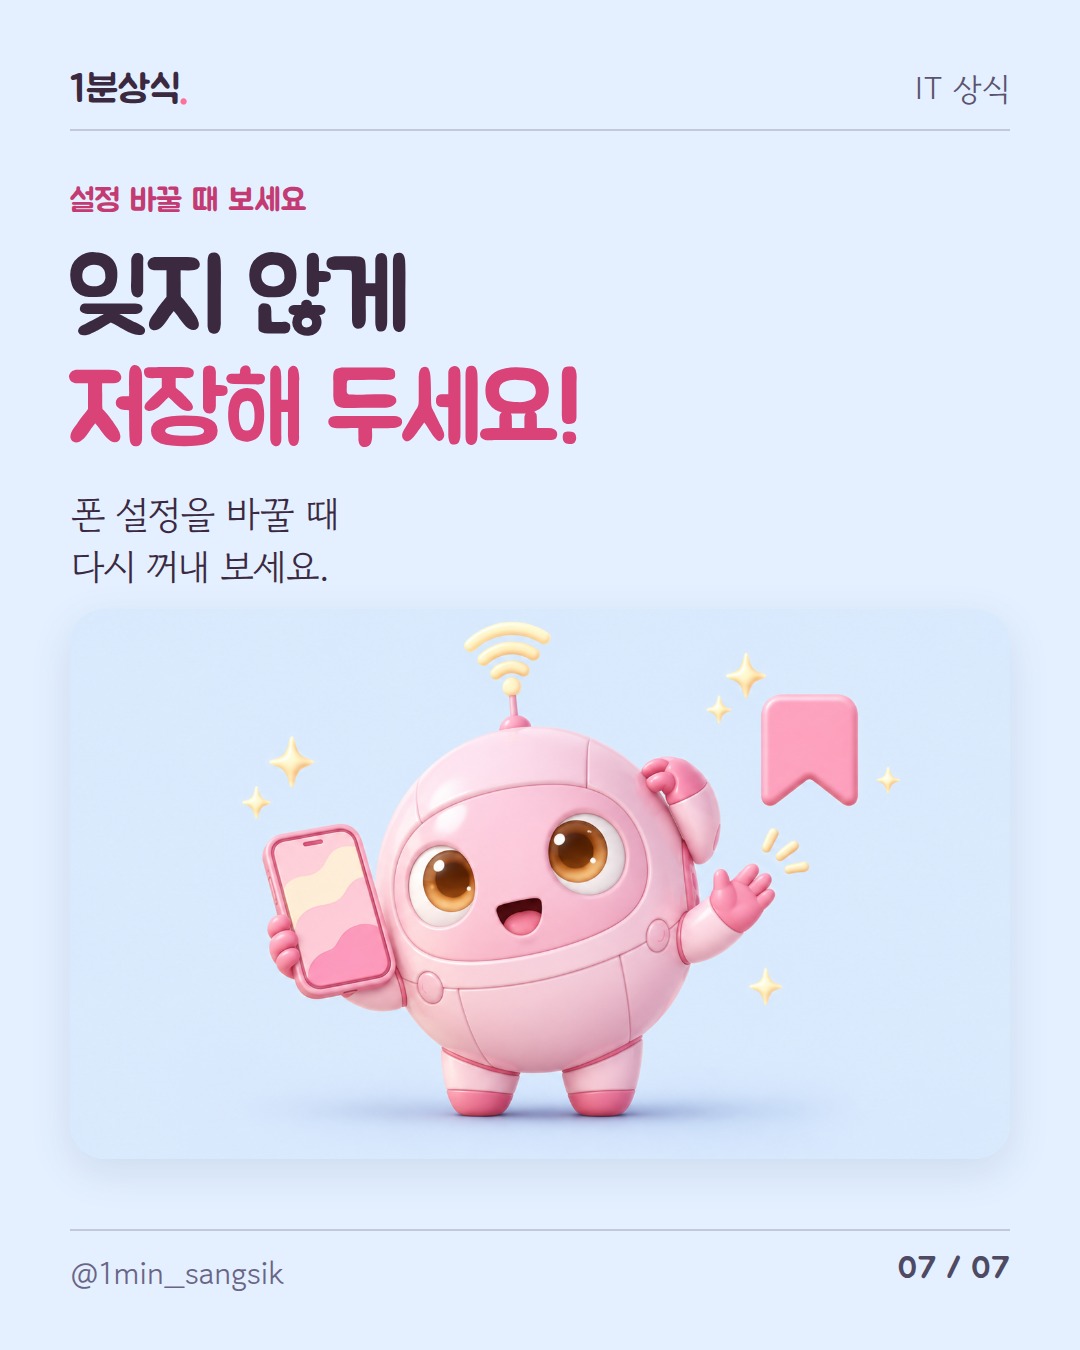 1분상식.
IT 상식
설정 바꿀 때 보세요
잊지 않게
저장해 두세요!
폰 설정을 바꿀 때
다시 꺼내 보세요.
@1min_sangsik
07 / 07